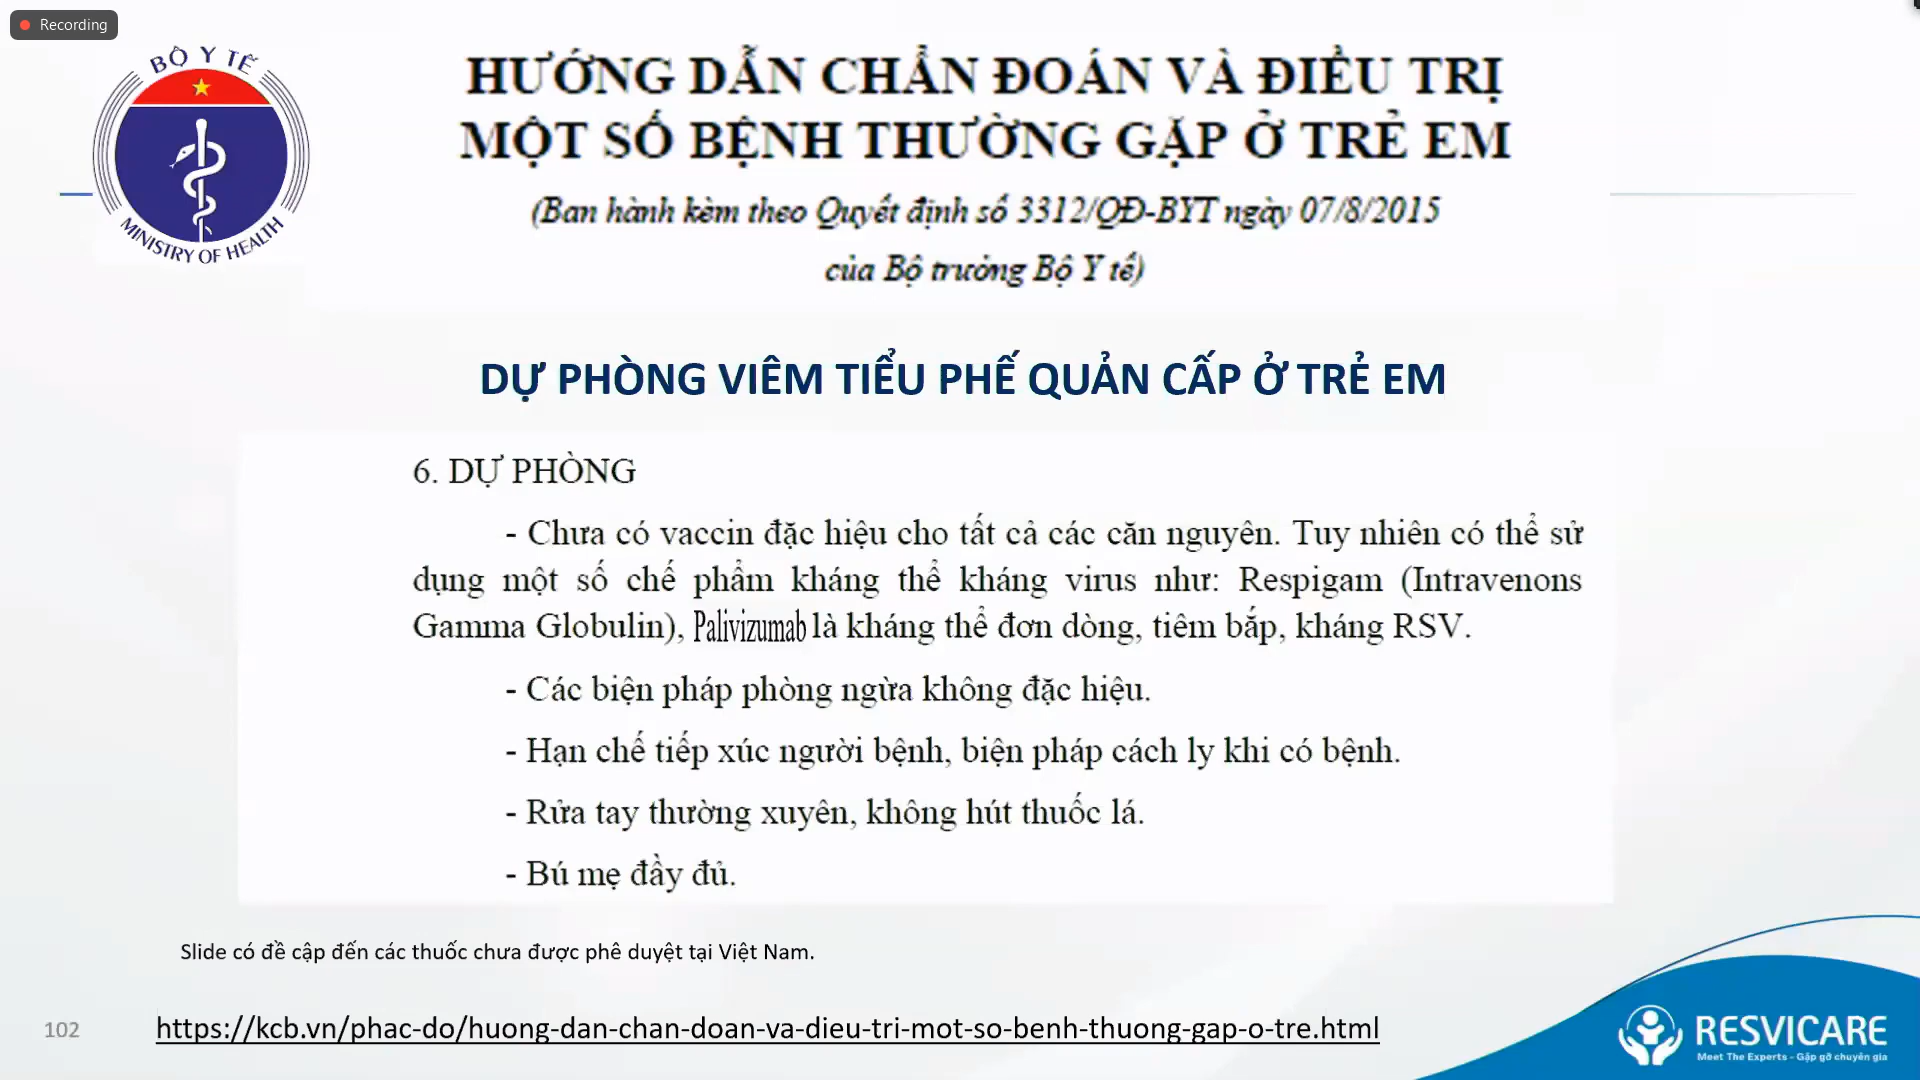 Recording
BỘ Y TẾ
MINISTRY OF HEALTH
HƯỚNG DẪN CHẨN ĐOÁN VÀ ĐIỀU TRỊ
MỘT SỐ BỆNH THƯỜNG GẶP Ở TRẺ EM
(Ban hành kèm theo Quyết định số 3312/QĐ-BYT ngày 07/8/2015
của Bộ trưởng Bộ Y tế)
DỰ PHÒNG VIÊM TIỂU PHẾ QUẢN CẤP Ở TRẺ EM
6. DỰ PHÒNG
- Chưa có vaccin đặc hiệu cho tất cả các căn nguyên. Tuy nhiên có thể sử
dụng một số chế phẩm kháng thể kháng virus như: Respigam (Intravenons
Gamma Globulin), Palivizumab là kháng thể đơn dòng, tiêm bắp, kháng RSV.
- Các biện pháp phòng ngừa không đặc hiệu.
- Hạn chế tiếp xúc người bệnh, biện pháp cách ly khi có bệnh.
- Rửa tay thường xuyên, không hút thuốc lá.
- Bú mẹ đầy đủ.
Slide có đề cập đến các thuốc chưa được phê duyệt tại Việt Nam.
102
https://kcb.vn/phac-do/huong-dan-chan-doan-va-dieu-tri-mot-so-benh-thuong-gap-o-tre.html
RESVICARE
Meet The Experts - Gặp gỡ chuyên gia